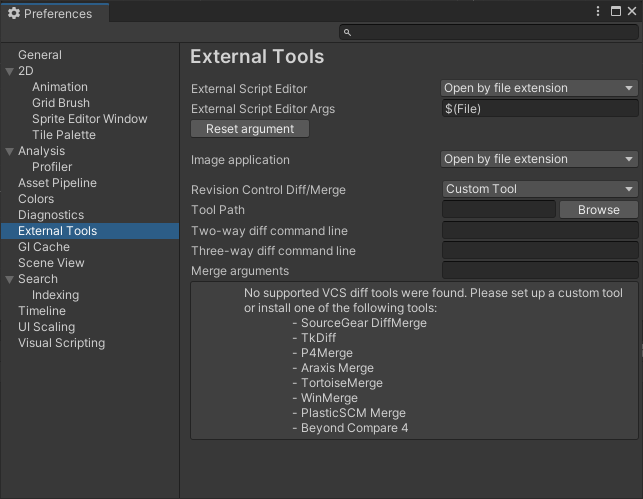 Preferences
General
2D
Animation
Grid Brush
Sprite Editor Window
Tile Palette
Analysis
Profiler
Asset Pipeline
Colors
Diagnostics
External Tools
GI Cache
Scene View
Search
Indexing
Timeline
UI Scaling
Visual Scripting
External Tools
External Script Editor Open by file extension
External Script Editor Args $(File)
Reset argument
Image application Open by file extension
Revision Control Diff/Merge Custom Tool
Tool Path Browse
Two-way diff command line
Three-way diff command line
Merge arguments
No supported VCS diff tools were found. Please set up a custom tool
or install one of the following tools:
- SourceGear DiffMerge
- TkDiff
- P4Merge
- Araxis Merge
- TortoiseMerge
- WinMerge
- PlasticSCM Merge
- Beyond Compare 4